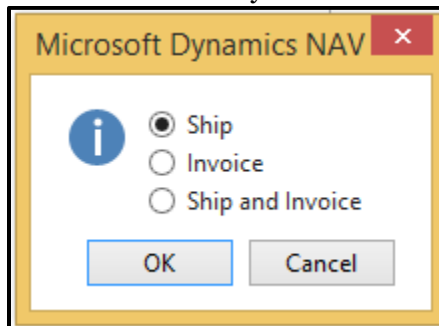 Microsoft Dynamics NAV
Ship
Invoice
Ship and Invoice
OK
Cancel